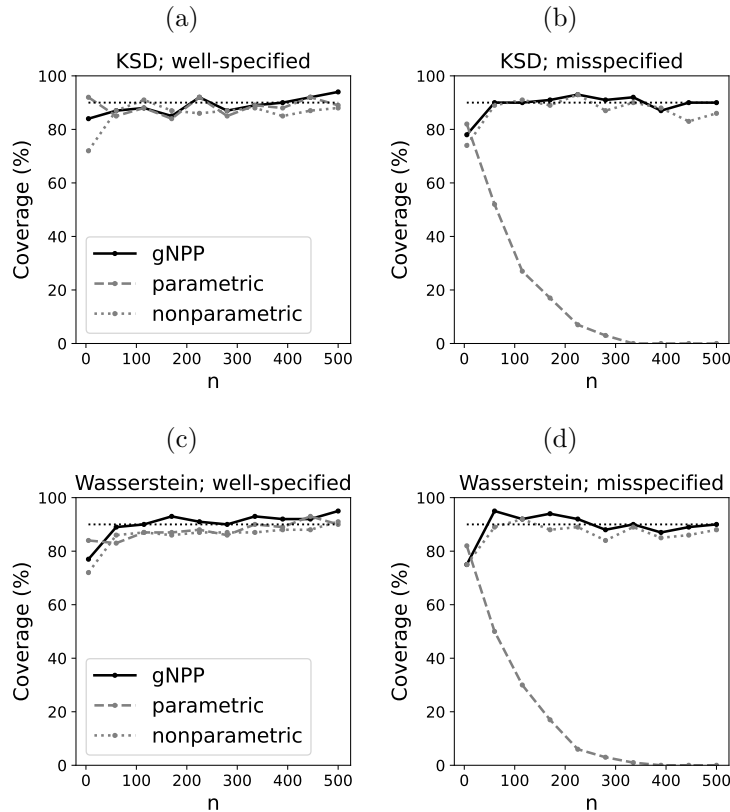 (a)
KSD; well-specified
Coverage (%)
100
80
60
40
20
0
gNPP
parametric
nonparametric
0 100 200 300 400 500
n
(b)
KSD; misspecified
Coverage (%)
100
80
60
40
20
0
0 100 200 300 400 500
n
(c)
Wasserstein; well-specified
Coverage (%)
100
80
60
40
20
0
gNPP
parametric
nonparametric
0 100 200 300 400 500
n
(d)
Wasserstein; misspecified
Coverage (%)
100
80
60
40
20
0
0 100 200 300 400 500
n